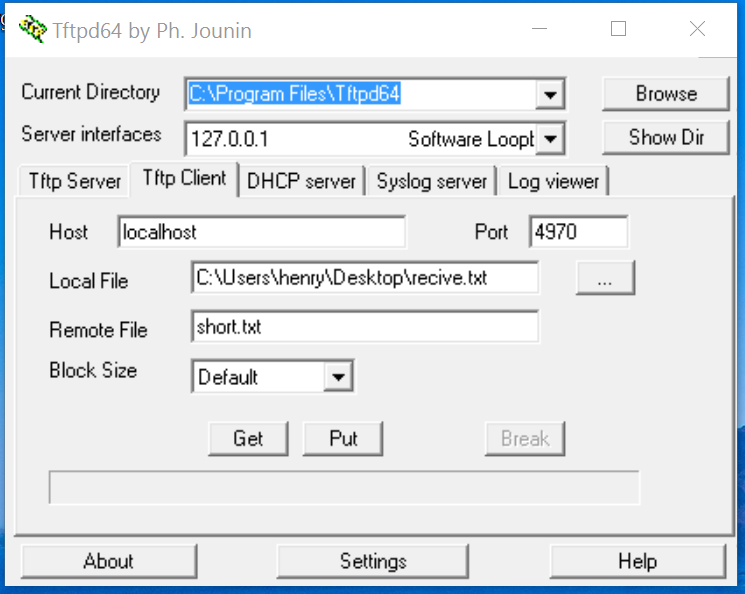 Tftpd64 by Ph. Jounin
Current Directory C:\Program Files\Tftpd64 Browse
Server interfaces 127.0.0.1 Software Loopt Show Dir
Tftp Server Tftp Client DHCP server Syslog server Log viewer
Host localhost Port 4970
Local File C:\Users\henry\Desktop\recive.txt ...
Remote File short.txt
Block Size Default
Get Put Break
About Settings Help